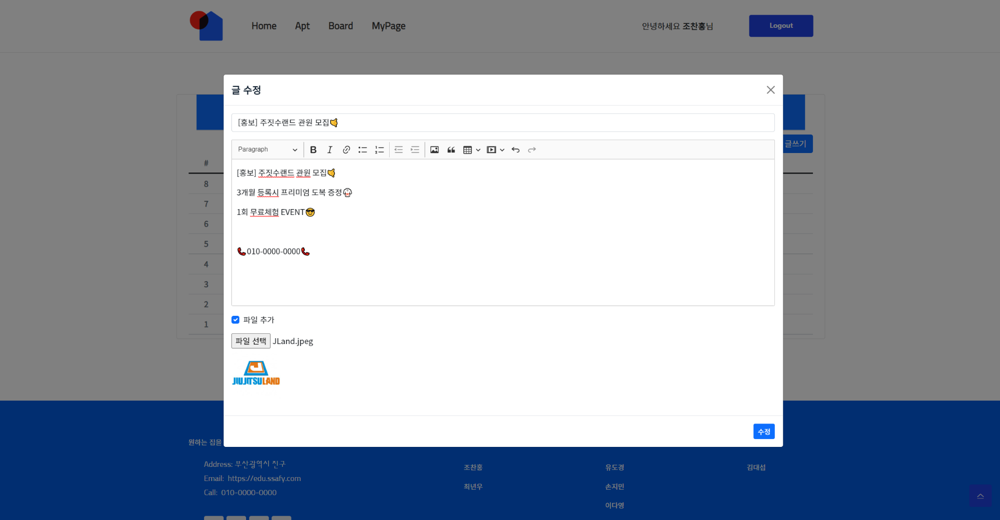 Home Apt Board MyPage 안녕하세요 조찬홍님 Logout
글 수정
[홍보] 주짓수랜드 관원 모집🤙
글쓰기
Paragraph B I
[홍보] 주짓수랜드 관원 모집🤙
3개월 등록시 프리미엄 도복 증정🥋
1회 무료체험 EVENT😎
📞010-0000-0000📞
#
8
7
6
5
4
3
2
1
파일 추가
파일 선택 JLand.jpeg
JIUJITSULAND
수정
원하는 집을
Address: 부산광역시 진구
Email: https://edu.ssafy.com
Call: 010-0000-0000
조찬홍 유도경 김대섭
최년우 손지민
이다영